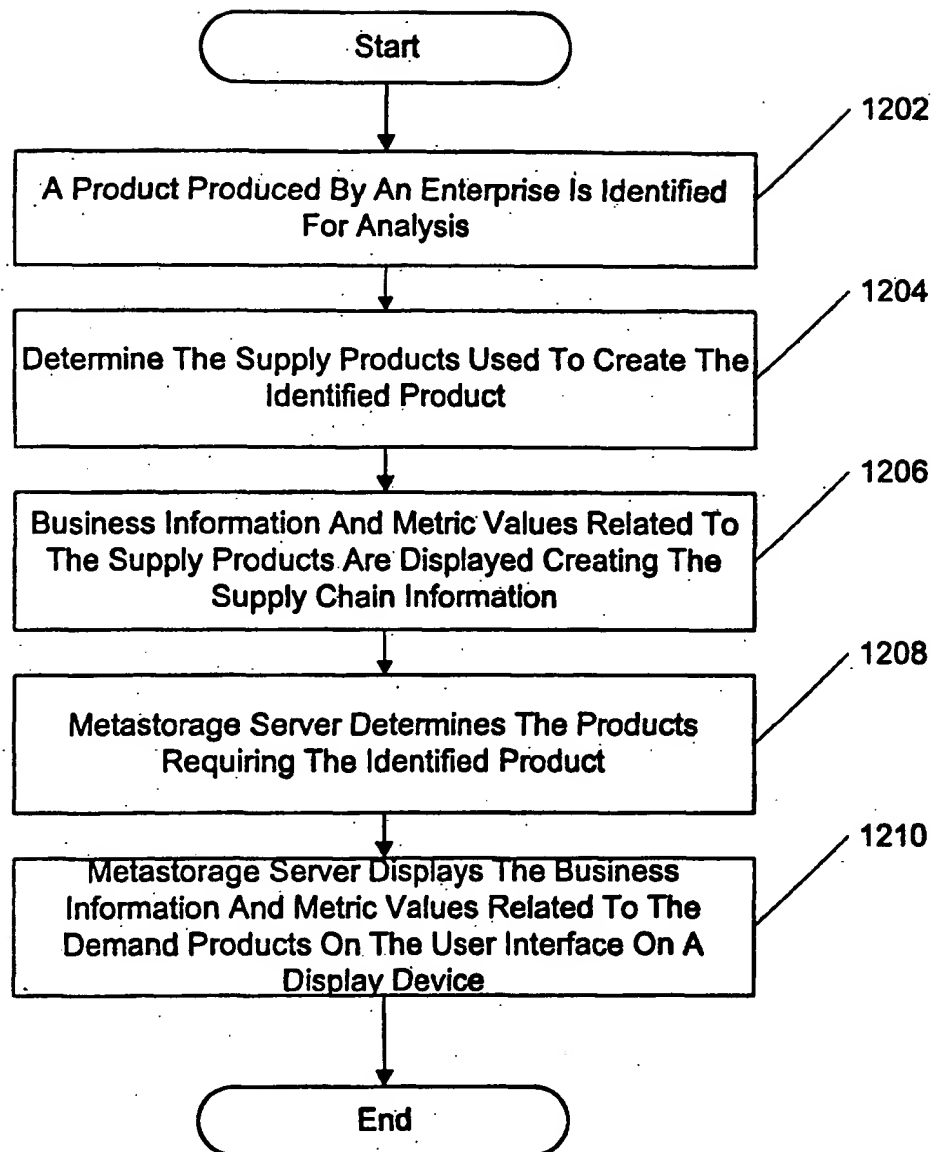 Start
1202
A Product Produced By An Enterprise Is Identified
For Analysis
1204
Determine The Supply Products Used To Create The
Identified Product
1206
Business Information And Metric Values Related To
The Supply Products Are Displayed Creating The
Supply Chain Information
1208
Metastorage Server Determines The Products
Requiring The Identified Product
1210
Metastorage Server Displays The Business
Information And Metric Values Related To The
Demand Products On The User Interface On A
Display Device
End